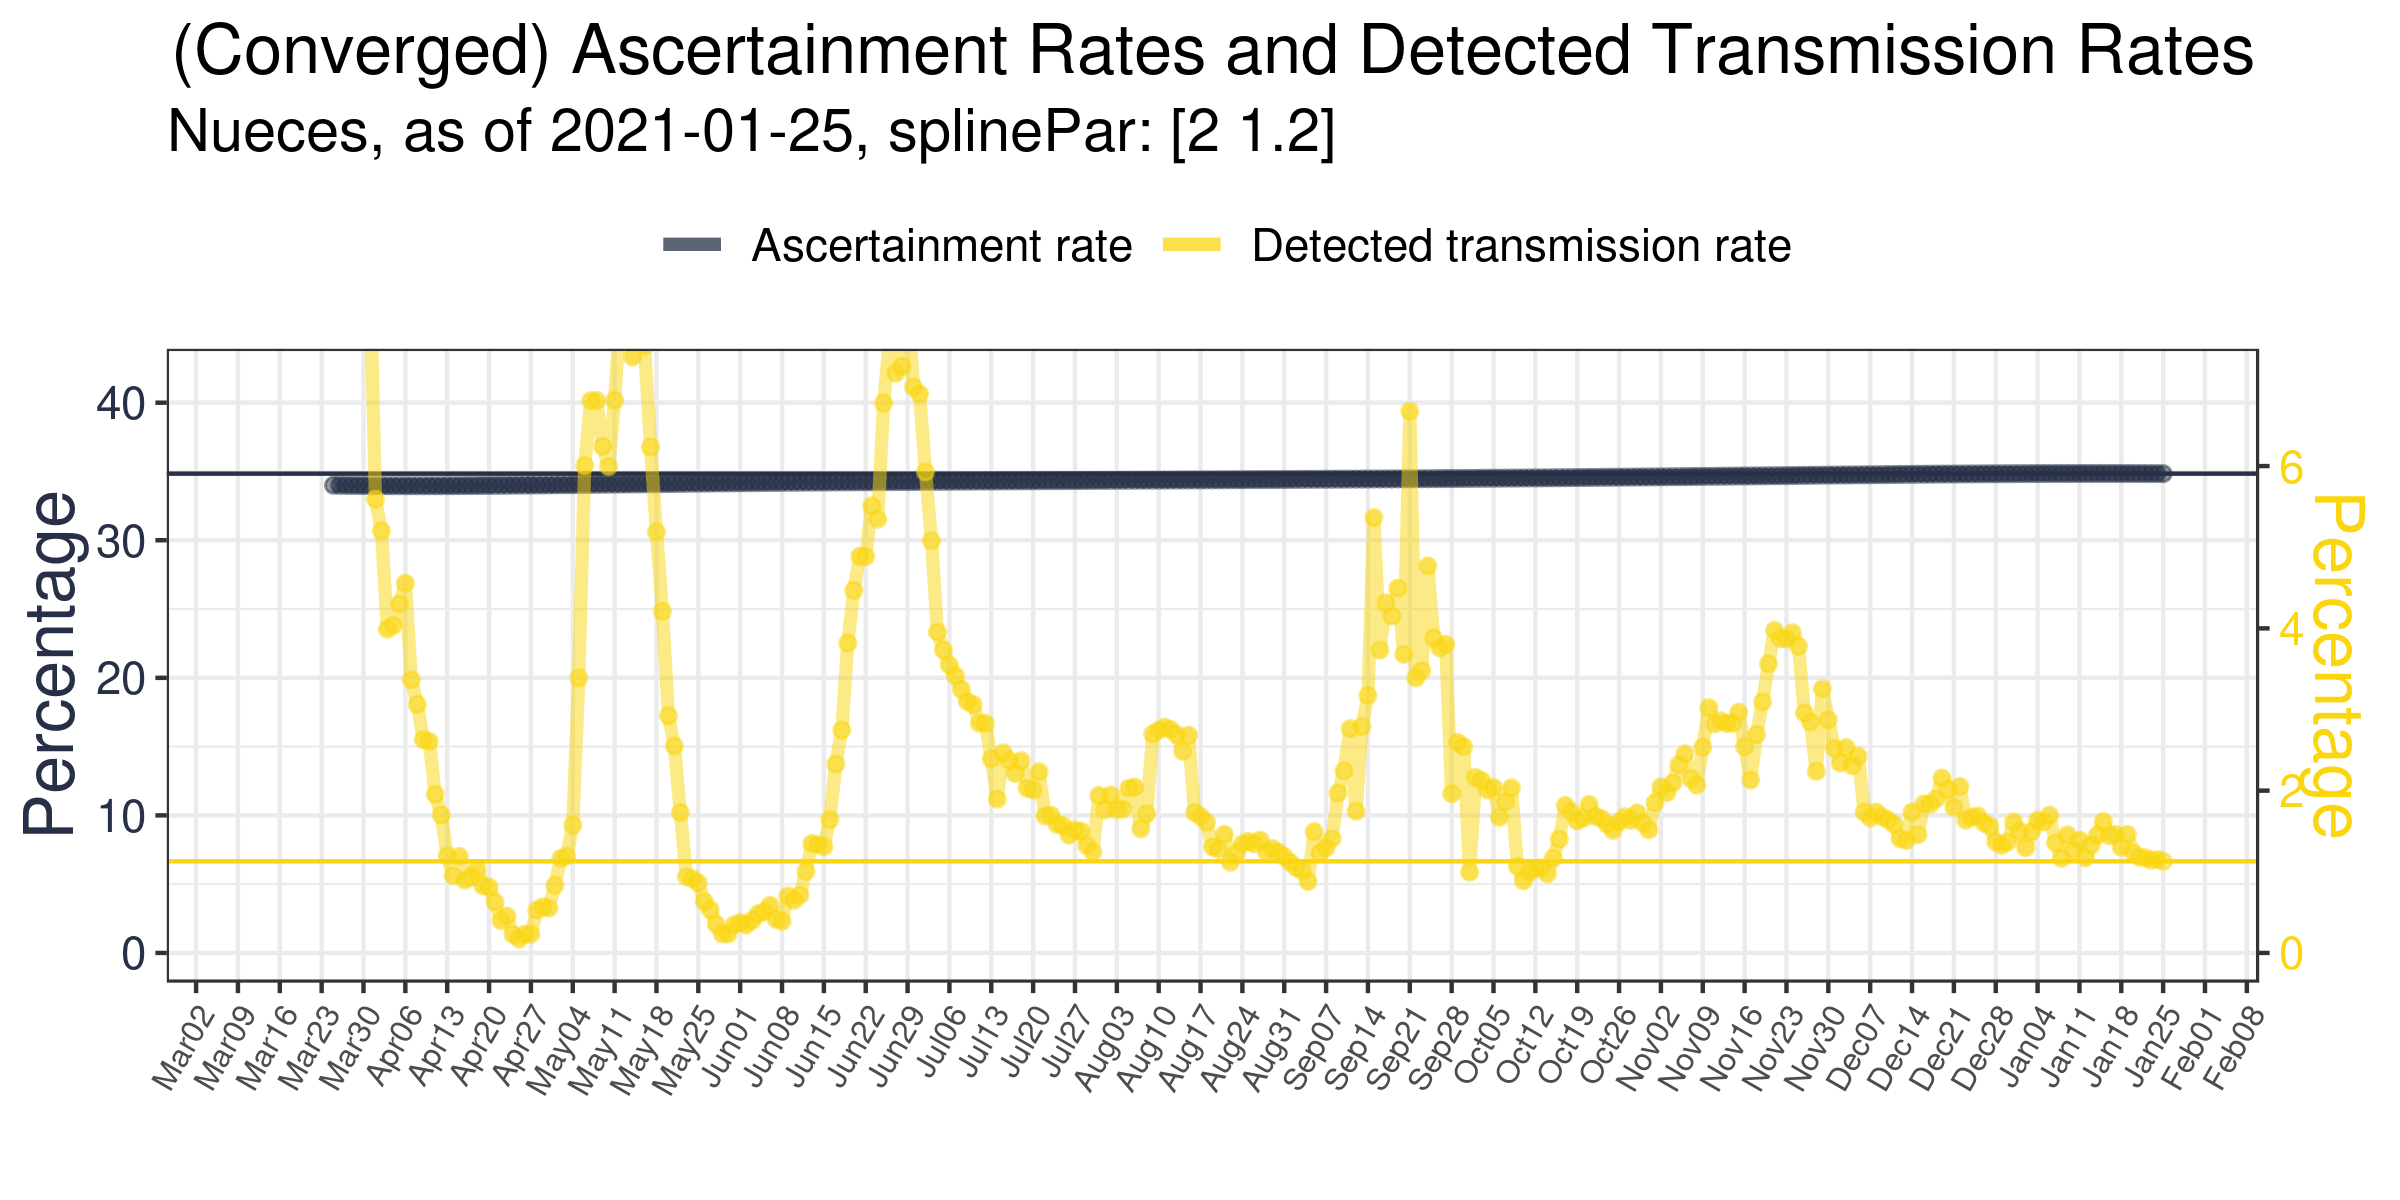 (Converged) Ascertainment Rates and Detected Transmission Rates
Nueces, as of 2021-01-25, splinePar: [2 1.2]
Ascertainment rate
Detected transmission rate
Percentage
40
30
20
10
0
6
4
2
0
Percentage
Mar02
Mar09
Mar16
Mar23
Mar30
Apr06
Apr13
Apr20
Apr27
May04
May11
May18
May25
Jun01
Jun08
Jun15
Jun22
Jun29
Jul06
Jul13
Jul20
Jul27
Aug03
Aug10
Aug17
Aug24
Aug31
Sep07
Sep14
Sep21
Sep28
Oct05
Oct12
Oct19
Oct26
Nov02
Nov09
Nov16
Nov23
Nov30
Dec07
Dec14
Dec21
Dec28
Jan04
Jan11
Jan18
Jan25
Feb01
Feb08